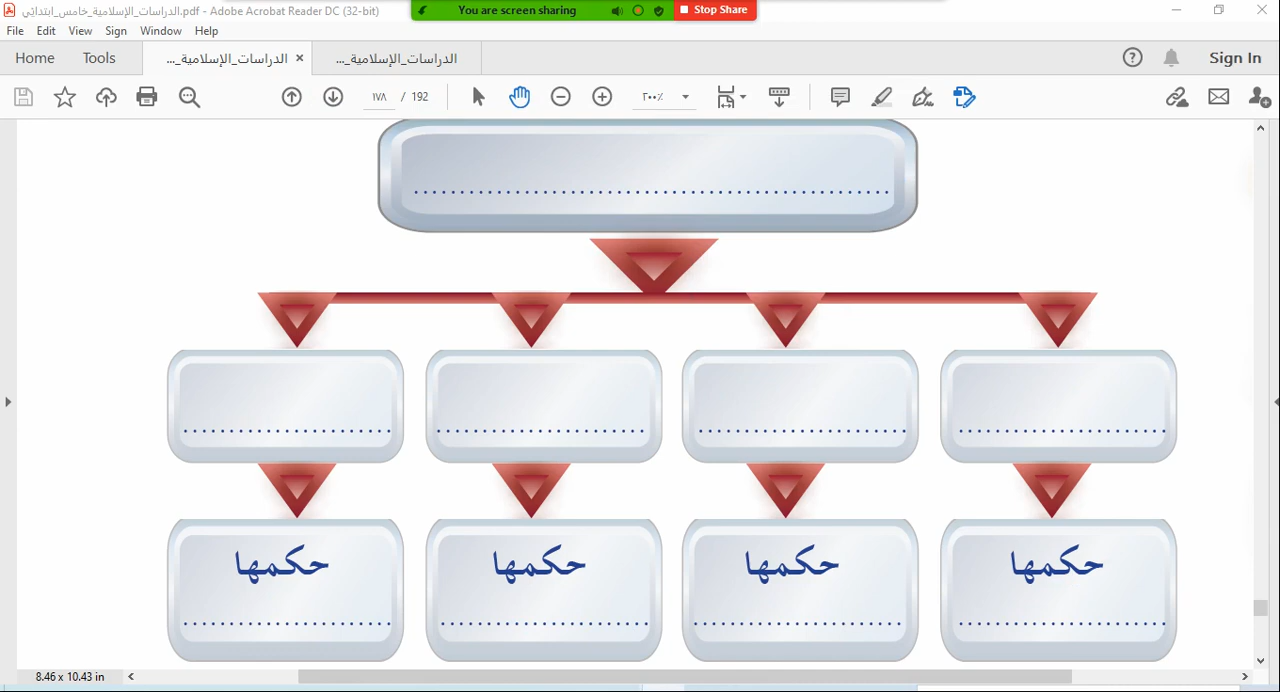 الدراسات_الإسلامية_خامس_ابتدائي.pdf - Adobe Acrobat Reader DC (32-bit)
You are screen sharing
Stop Share
File Edit View Sign Window Help
Home Tools
الدراسات_الإسلامية_...
الدراسات_الإسلامية_...
Sign In
١٧٨ / 192
٢٠٠٪
................................................
......................
......................
......................
......................
حكمها
حكمها
حكمها
حكمها
......................
......................
......................
......................
8.46 x 10.43 in